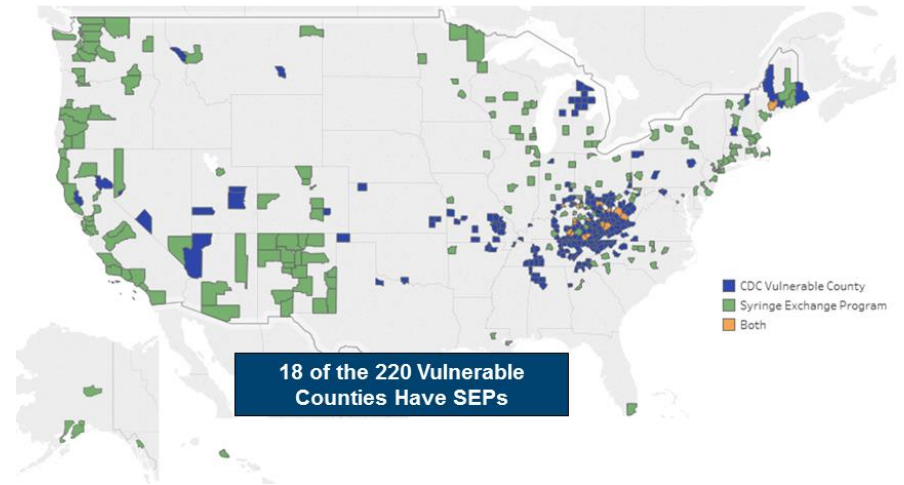 CDC Vulnerable County
Syringe Exchange Program
Both
18 of the 220 Vulnerable
Counties Have SEPs